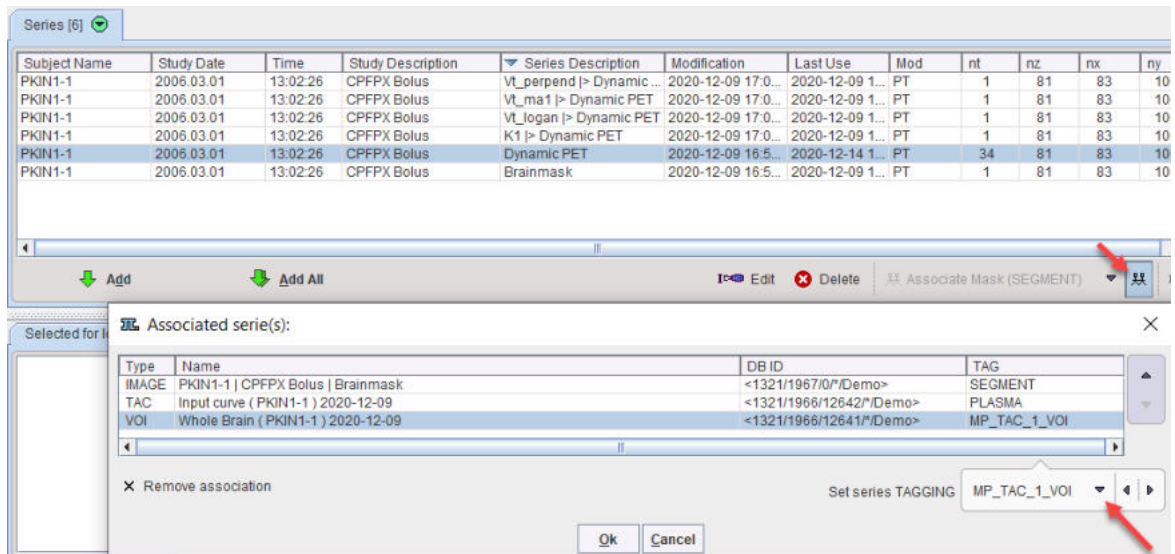 Series [6]
Subject Name Study Date Time Study Description Series Description Modification Last Use Mod nt nz nx ny
PKIN1-1 2006.03.01 13:02:26 CPFPX Bolus Vt_perpend |> Dynamic ... 2020-12-09 17:0... 2020-12-09 1... PT 1 81 83 10
PKIN1-1 2006.03.01 13:02:26 CPFPX Bolus Vt_ma1 |> Dynamic PET 2020-12-09 17:0... 2020-12-09 1... PT 1 81 83 10
PKIN1-1 2006.03.01 13:02:26 CPFPX Bolus Vt_logan |> Dynamic PET 2020-12-09 17:0... 2020-12-09 1... PT 1 81 83 10
PKIN1-1 2006.03.01 13:02:26 CPFPX Bolus K1 |> Dynamic PET 2020-12-09 17:0... 2020-12-09 1... PT 1 81 83 10
PKIN1-1 2006.03.01 13:02:26 CPFPX Bolus Dynamic PET 2020-12-09 16:5... 2020-12-14 1... PT 34 81 83 10
PKIN1-1 2006.03.01 13:02:26 CPFPX Bolus Brainmask 2020-12-09 16:5... 2020-12-09 1... PT 1 81 83 10
Add Add All Edit Delete Associate Mask (SEGMENT)
Selected for l
Associated serie(s):
Type Name DB ID TAG
IMAGE PKIN1-1 | CPFPX Bolus | Brainmask <1321/1967/0/*/Demo> SEGMENT
TAC Input curve ( PKIN1-1 ) 2020-12-09 <1321/1966/12642/*/Demo> PLASMA
VOI Whole Brain ( PKIN1-1 ) 2020-12-09 <1321/1966/12641/*/Demo> MP_TAC_1_VOI
X Remove association Set series TAGGING MP_TAC_1_VOI
Ok Cancel